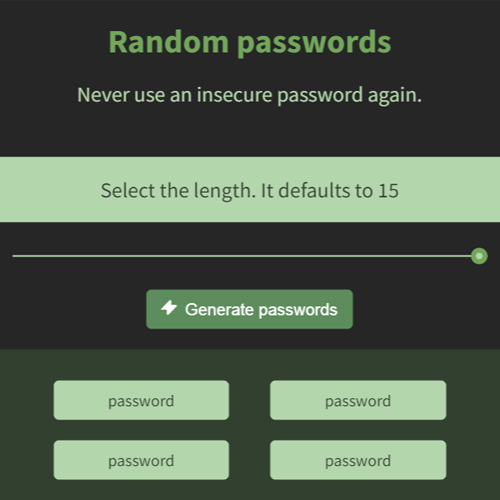 Random passwords
Never use an insecure password again.
Select the length. It defaults to 15
Generate passwords
password password
password password